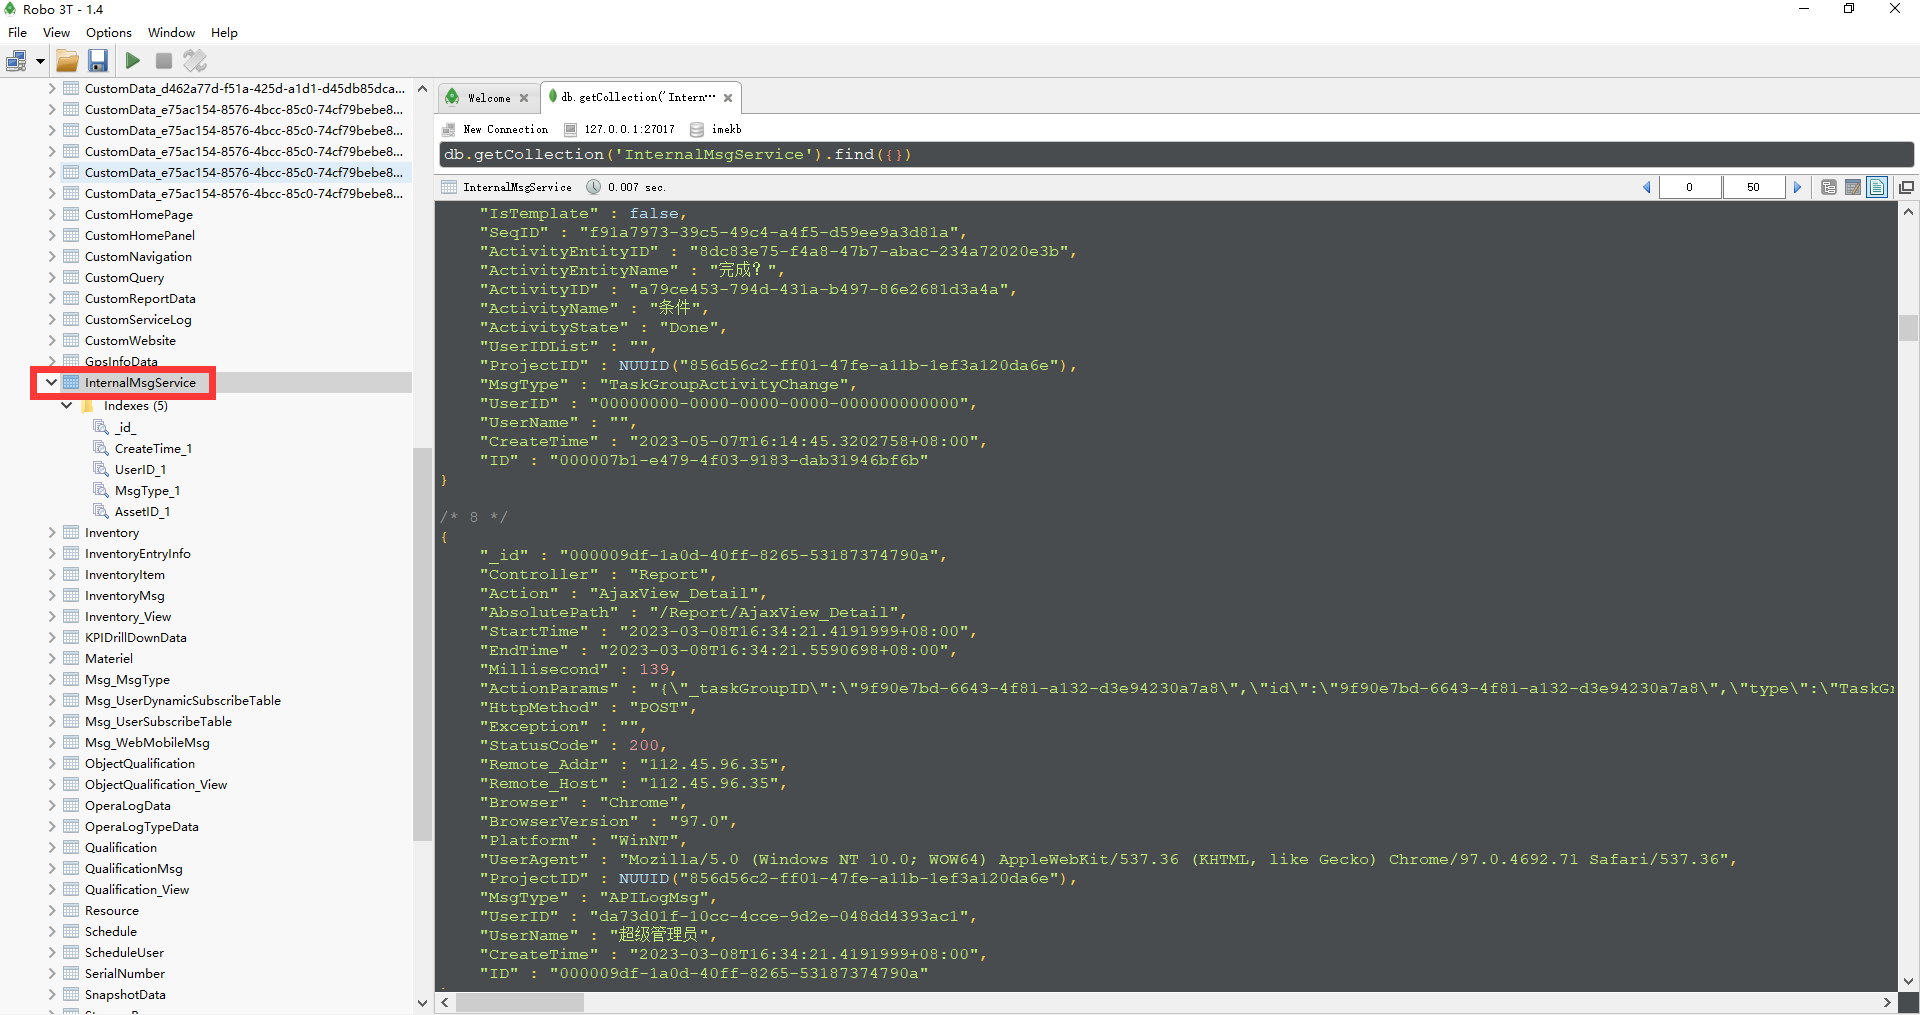 Robo 3T - 1.4
File View Options Window Help
CustomData_d462a77d-f51a-425d-a1d1-d45db85dca...
CustomData_e75ac154-8576-4bcc-85c0-74cf79bebe8...
CustomData_e75ac154-8576-4bcc-85c0-74cf79bebe8...
CustomData_e75ac154-8576-4bcc-85c0-74cf79bebe8...
CustomData_e75ac154-8576-4bcc-85c0-74cf79bebe8...
CustomData_e75ac154-8576-4bcc-85c0-74cf79bebe8...
CustomHomePage
CustomHomePanel
CustomNavigation
CustomQuery
CustomReportData
CustomServiceLog
CustomWebsite
GpsInfoData
InternalMsgService
Indexes (5)
_id_
CreateTime_1
UserID_1
MsgType_1
AssetID_1
Inventory
InventoryEntryInfo
InventoryItem
InventoryMsg
Inventory_View
KPIDrillDownData
Materiel
Msg_MsgType
Msg_UserDynamicSubscribeTable
Msg_UserSubscribeTable
Msg_WebMobileMsg
ObjectQualification
ObjectQualification_View
OperaLogData
OperaLogTypeData
Qualification
QualificationMsg
Qualification_View
Resource
Schedule
ScheduleUser
SerialNumber
SnapshotData
Welcome
db.getCollection('Intern···
New Connection 127.0.0.1:27017 imekb
db.getCollection('InternalMsgService').find({})
InternalMsgService 0.007 sec.
0 50
"IsTemplate" : false,
"SeqID" : "f91a7973-39c5-49c4-a4f5-d59ee9a3d81a",
"ActivityEntityID" : "8dc83e75-f4a8-47b7-abac-234a72020e3b",
"ActivityEntityName" : "完成？",
"ActivityID" : "a79ce453-794d-431a-b497-86e2681d3a4a",
"ActivityName" : "条件",
"ActivityState" : "Done",
"UserIDList" : "",
"ProjectID" : NUUID("856d56c2-ff01-47fe-a11b-1ef3a120da6e"),
"MsgType" : "TaskGroupActivityChange",
"UserID" : "00000000-0000-0000-0000-000000000000",
"UserName" : "",
"CreateTime" : "2023-05-07T16:14:45.3202758+08:00",
"ID" : "000007b1-e479-4f03-9183-dab31946bf6b"
}
/* 8 */
{
"_id" : "000009df-1a0d-40ff-8265-53187374790a",
"Controller" : "Report",
"Action" : "AjaxView_Detail",
"AbsolutePath" : "/Report/AjaxView_Detail",
"StartTime" : "2023-03-08T16:34:21.4191999+08:00",
"EndTime" : "2023-03-08T16:34:21.5590698+08:00",
"Millisecond" : 139,
"ActionParams" : "{\"_taskGroupID\":\"9f90e7bd-6643-4f81-a132-d3e94230a7a8\",\"id\":\"9f90e7bd-6643-4f81-a132-d3e94230a7a8\",\"type\":\"TaskGr
"HttpMethod" : "POST",
"Exception" : "",
"StatusCode" : 200,
"Remote_Addr" : "112.45.96.35",
"Remote_Host" : "112.45.96.35",
"Browser" : "Chrome",
"BrowserVersion" : "97.0",
"Platform" : "WinNT",
"UserAgent" : "Mozilla/5.0 (Windows NT 10.0; WOW64) AppleWebKit/537.36 (KHTML, like Gecko) Chrome/97.0.4692.71 Safari/537.36",
"ProjectID" : NUUID("856d56c2-ff01-47fe-a11b-1ef3a120da6e"),
"MsgType" : "APILogMsg",
"UserID" : "da73d01f-10cc-4cce-9d2e-048dd4393ac1",
"UserName" : "超级管理员",
"CreateTime" : "2023-03-08T16:34:21.4191999+08:00",
"ID" : "000009df-1a0d-40ff-8265-53187374790a"